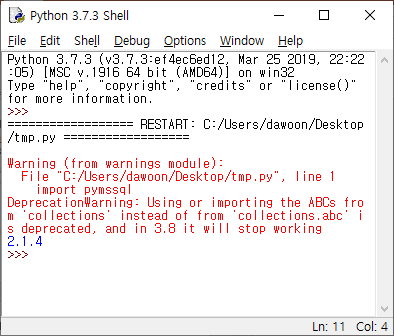 Python 3.7.3 Shell
File Edit Shell Debug Options Window Help
Python 3.7.3 (v3.7.3:ef4ec6ed12, Mar 25 2019, 22:22
:05) [MSC v.1916 64 bit (AMD64)] on win32
Type "help", "copyright", "credits" or "license()"
for more information.
>>>
================== RESTART: C:/Users/dawoon/Desktop
/tmp.py ==================
Warning (from warnings module):
  File "C:/Users/dawoon/Desktop/tmp.py", line 1
    import pymssql
DeprecationWarning: Using or importing the ABCs fro
m 'collections' instead of from 'collections.abc' i
s deprecated, and in 3.8 it will stop working
2.1.4
>>>
Ln: 11 Col: 4